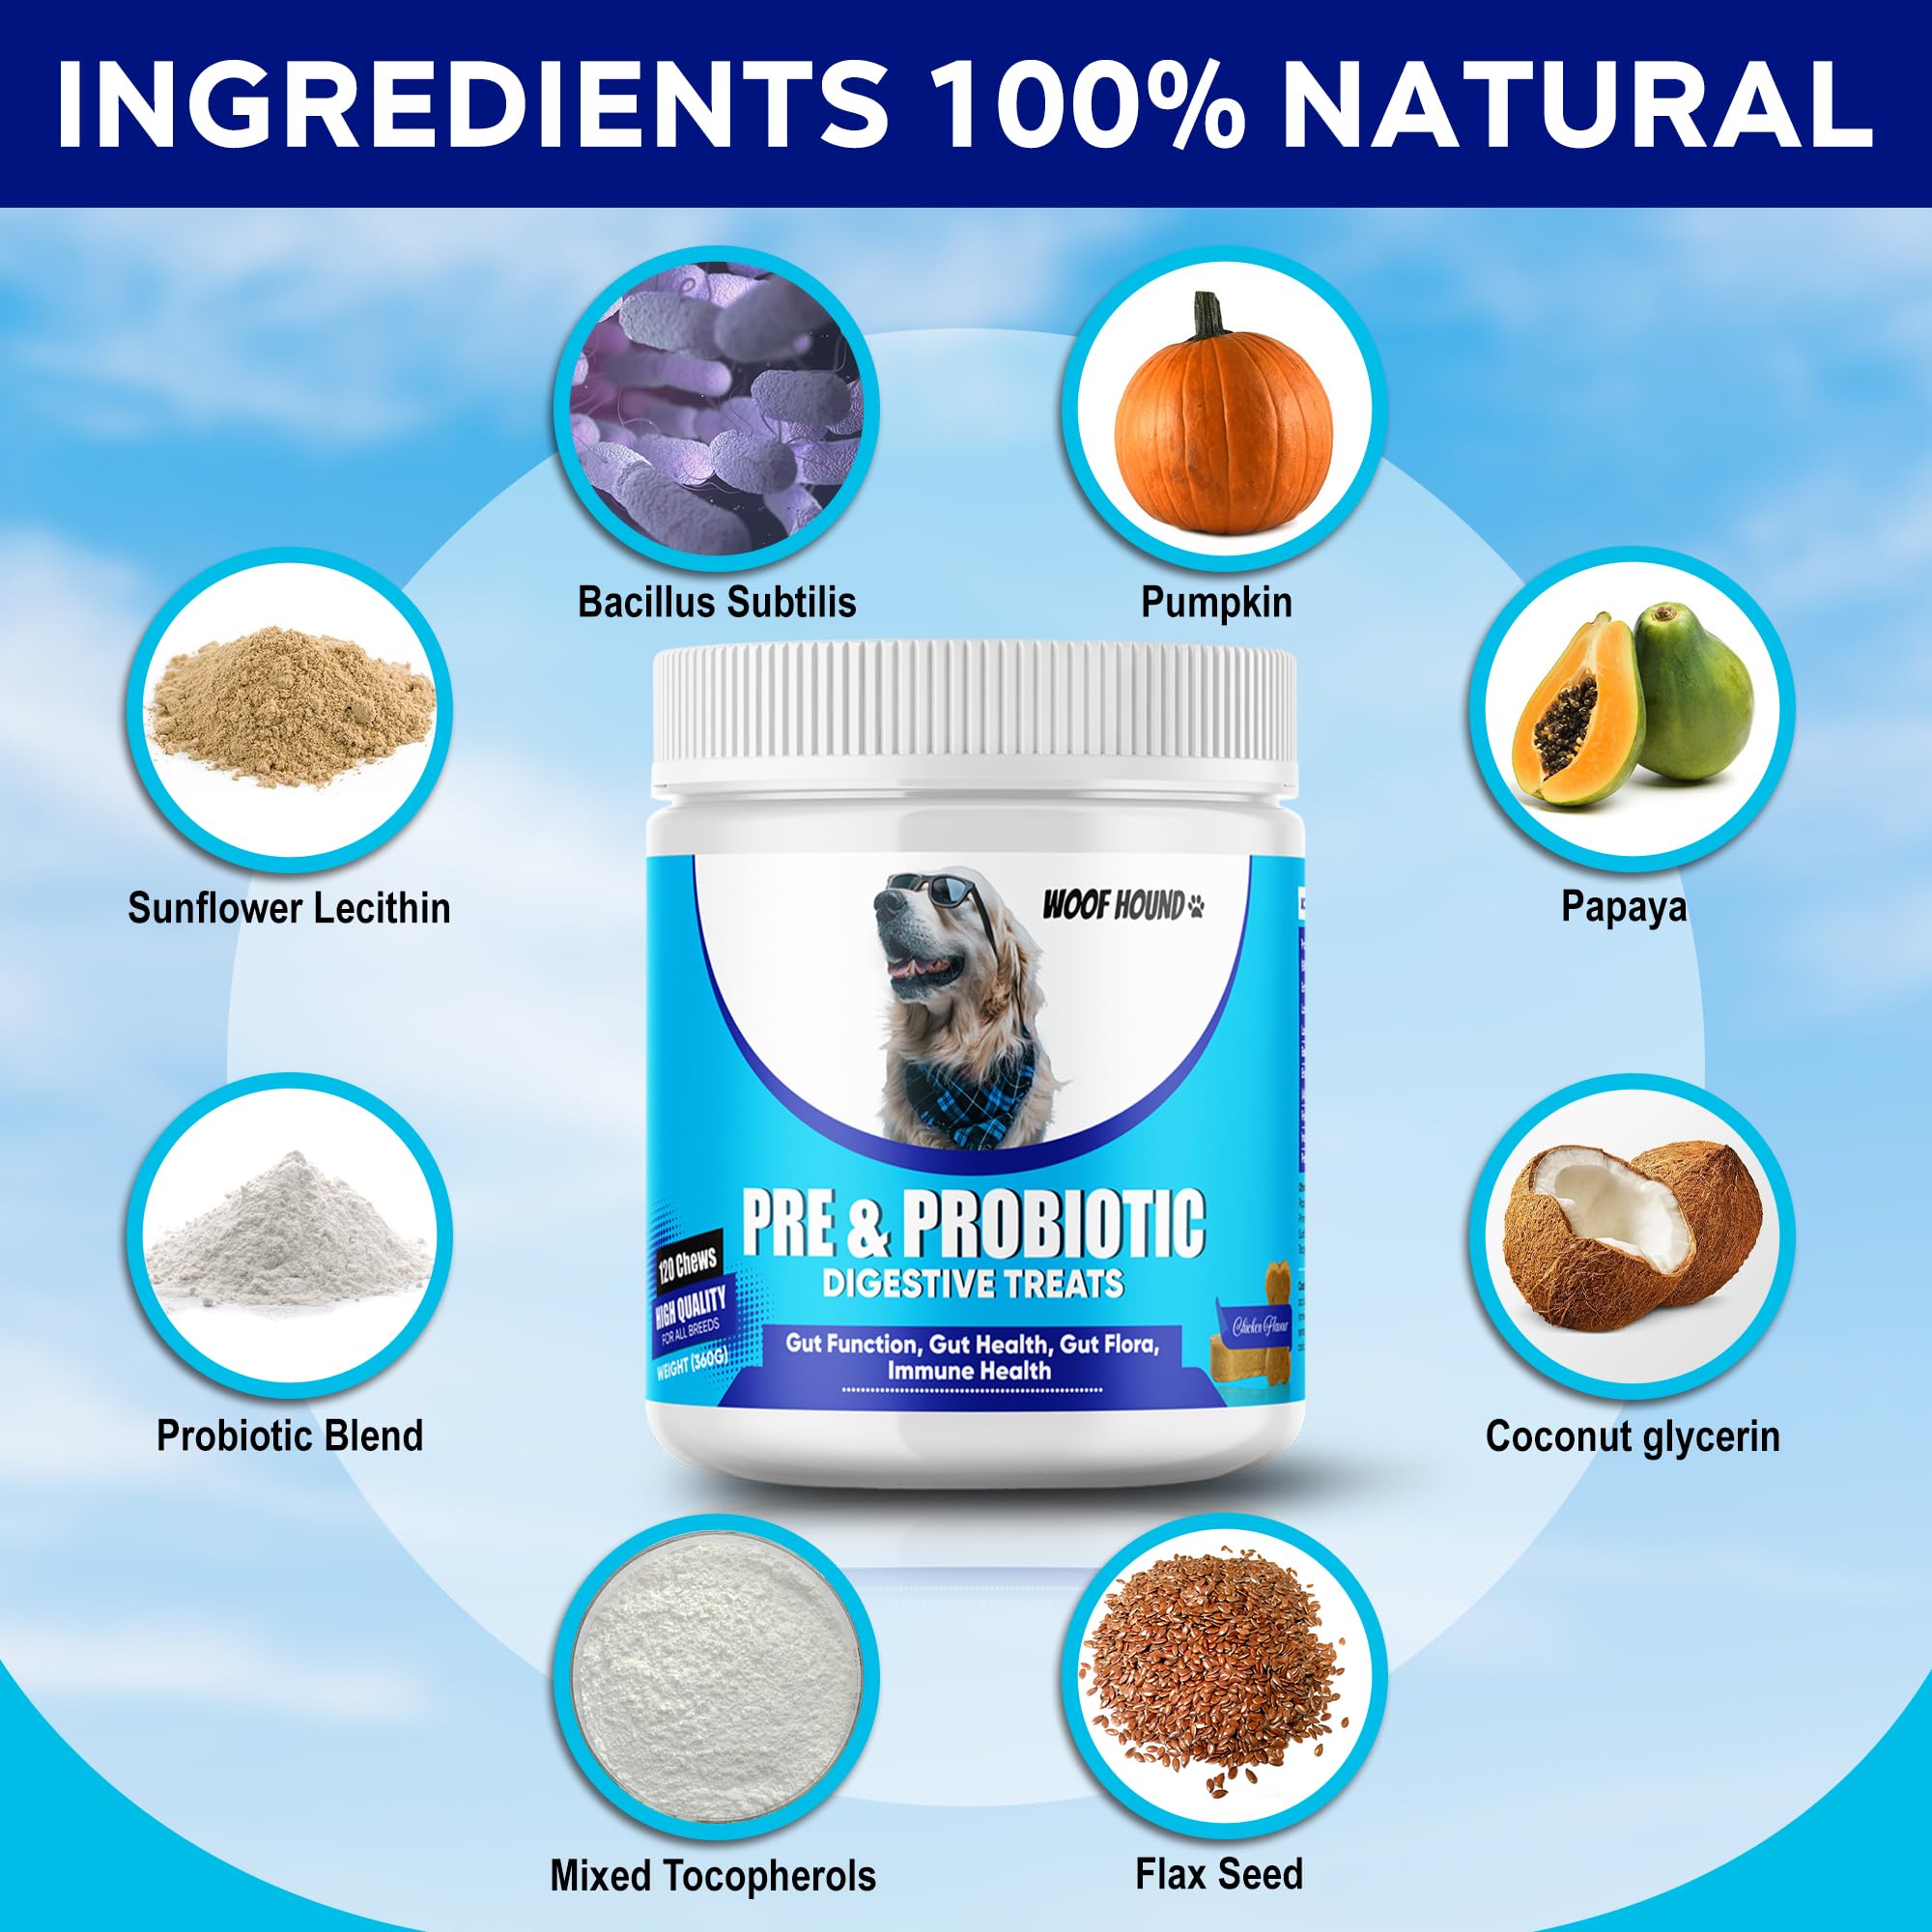 INGREDIENTS 100% NATURAL
Bacillus Subtilis
Pumpkin
Sunflower Lecithin
Papaya
WOOF HOUND
PRE & PROBIOTIC
DIGESTIVE TREATS
120 Chews
HIGH QUALITY
FOR ALL BREEDS
WEIGHT (360G)
Chicken Flavour
Gut Function, Gut Health, Gut Flora,
Immune Health
Probiotic Blend
Coconut glycerin
Mixed Tocopherols
Flax Seed